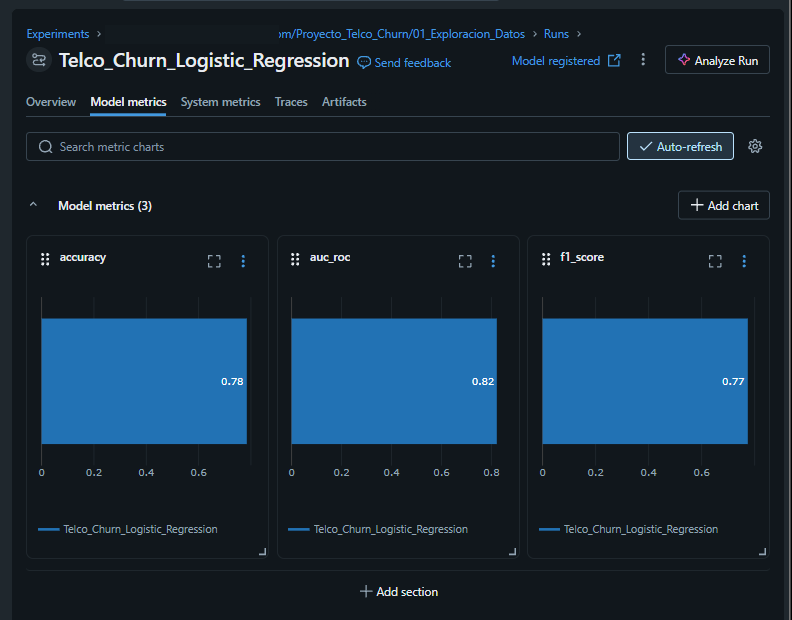 Experiments > om/Proyecto_Telco_Churn/01_Exploracion_Datos > Runs >
Telco_Churn_Logistic_Regression Send feedback Model registered Analyze Run
Overview Model metrics System metrics Traces Artifacts
Search metric charts Auto-refresh
Model metrics (3) Add chart
accuracy
0.78
0 0.2 0.4 0.6
Telco_Churn_Logistic_Regression
auc_roc
0.82
0 0.2 0.4 0.6 0.8
Telco_Churn_Logistic_Regression
f1_score
0.77
0 0.2 0.4 0.6
Telco_Churn_Logistic_Regression
Add section